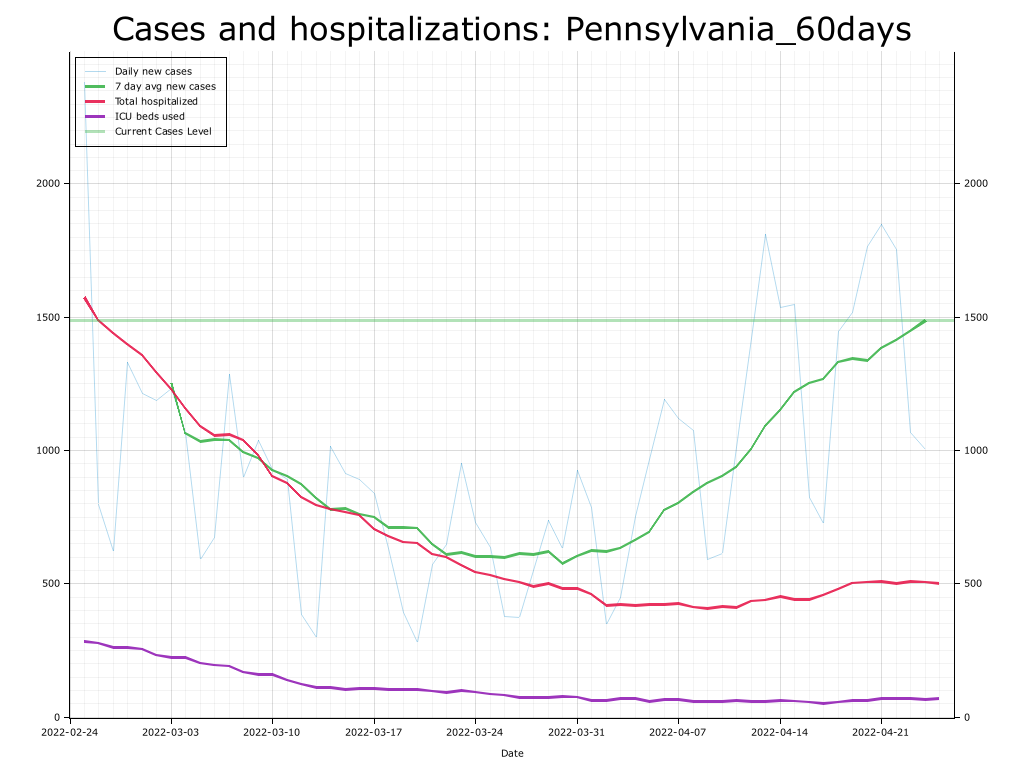 Cases and hospitalizations: Pennsylvania_60days
Daily new cases
7 day avg new cases
Total hospitalized
ICU beds used
Current Cases Level
2000 2000
1500 1500
1000 1000
500 500
0 0
2022-02-24 2022-03-03 2022-03-10 2022-03-17 2022-03-24 2022-03-31 2022-04-07 2022-04-14 2022-04-21
Date